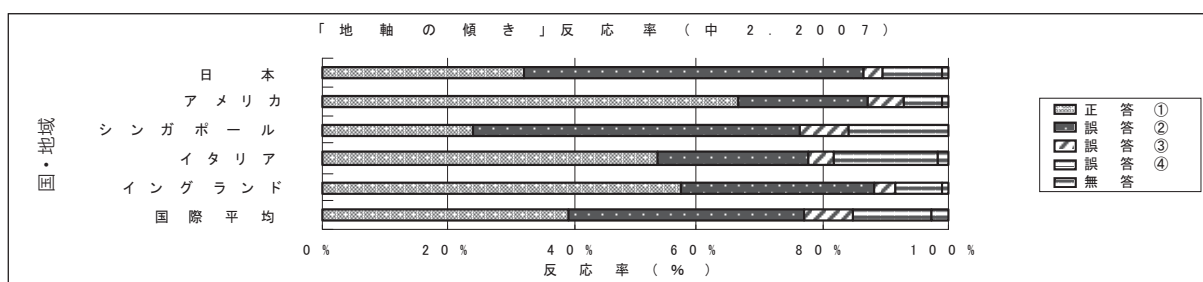 「地軸の傾き」反応率(中2.2007)
日本
アメリカ
シンガポール
イタリア
イングランド
国際平均
国・地域
0% 20% 40% 60% 80% 100%
反応率(%)
正答①
誤答②
誤答③
誤答④
無答